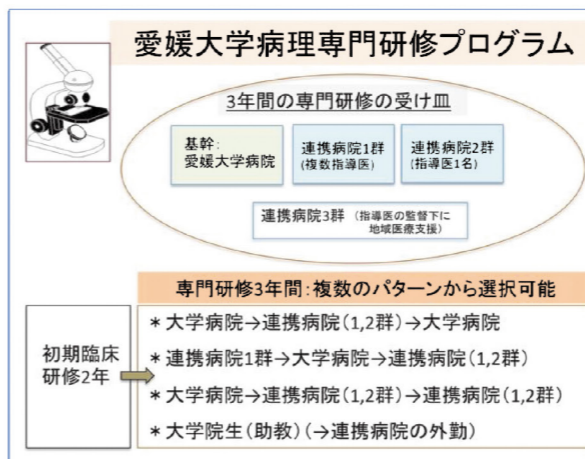 愛媛大学病理専門研修プログラム
3年間の専門研修の受け皿
基幹:
愛媛大学病院
連携病院1群
(複数指導医)
連携病院2群
(指導医1名)
連携病院3群 (指導医の監督下に
地域医療支援)
専門研修3年間:複数のパターンから選択可能
初期臨床
研修2年
* 大学病院→連携病院(1,2群)→大学病院
* 連携病院1群→大学病院→連携病院(1,2群)
* 大学病院→連携病院(1,2群)→連携病院(1,2群)
* 大学院生(助教)(→連携病院の外勤)